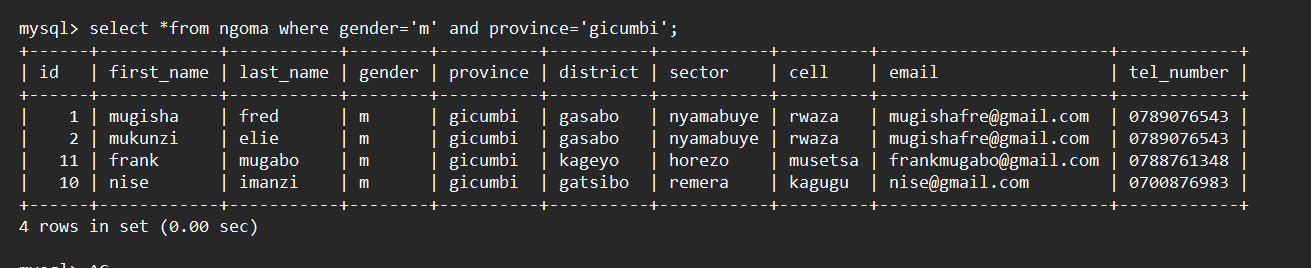 mysql> select *from ngoma where gender='m' and province='gicumbi';
+------+------------+-----------+--------+----------+----------+-----------+---------+----------------------+------------+
| id   | first_name | last_name | gender | province | district | sector    | cell    | email                | tel_number |
+------+------------+-----------+--------+----------+----------+-----------+---------+----------------------+------------+
|    1 | mugisha    | fred      | m      | gicumbi  | gasabo   | nyamabuye | rwaza   | mugishafre@gmail.com | 0789076543 |
|    2 | mukunzi    | elie      | m      | gicumbi  | gasabo   | nyamabuye | rwaza   | mugishafre@gmail.com | 0789076543 |
|   11 | frank      | mugabo    | m      | gicumbi  | kageyo   | horezo    | musetsa | frankmugabo@gmail.com | 0788761348 |
|   10 | nise       | imanzi    | m      | gicumbi  | gatsibo  | remera    | kagugu  | nise@gmail.com       | 0700876983 |
+------+------------+-----------+--------+----------+----------+-----------+---------+----------------------+------------+
4 rows in set (0.00 sec)